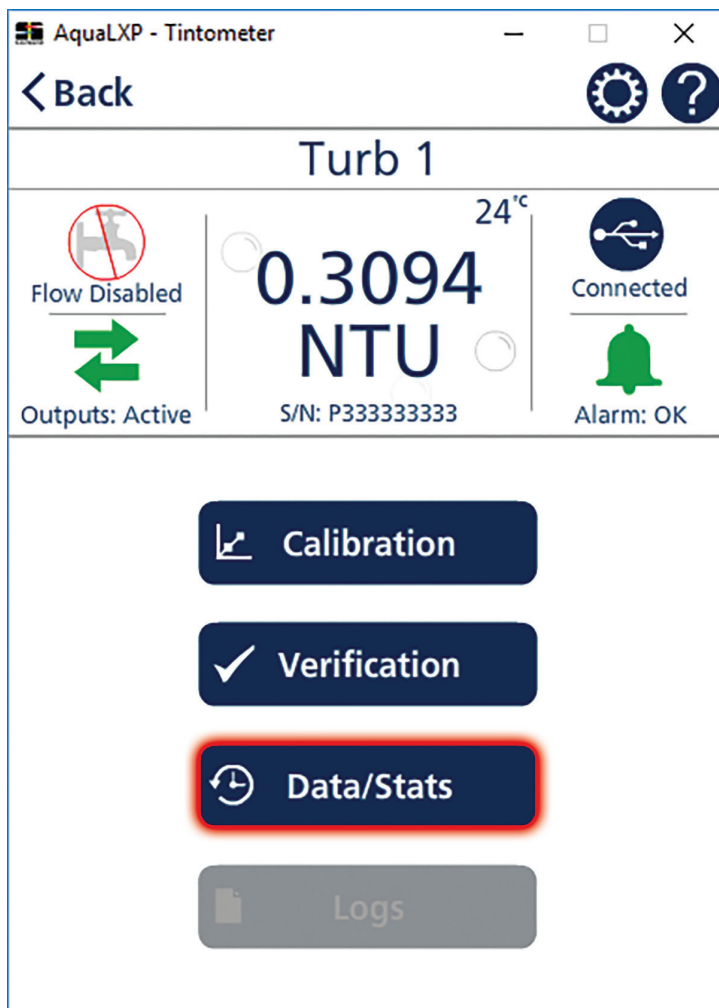 AquaLXP - Tintometer
Back
?
Turb 1
24°C
0.3094
NTU
S/N: P333333333
Flow Disabled
Outputs: Active
Connected
Alarm: OK
Calibration
Verification
Data/Stats
Logs